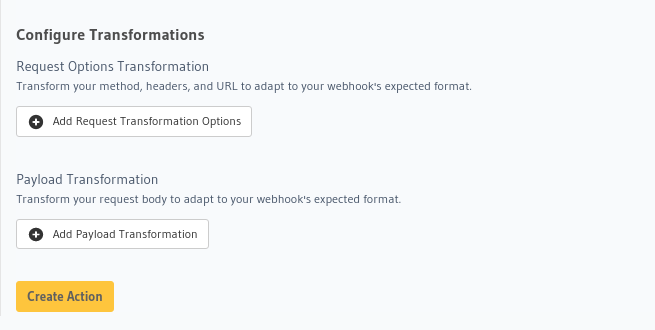 Configure Transformations
Request Options Transformation
Transform your method, headers, and URL to adapt to your webhook's expected format.
Add Request Transformation Options
Payload Transformation
Transform your request body to adapt to your webhook's expected format.
Add Payload Transformation
Create Action